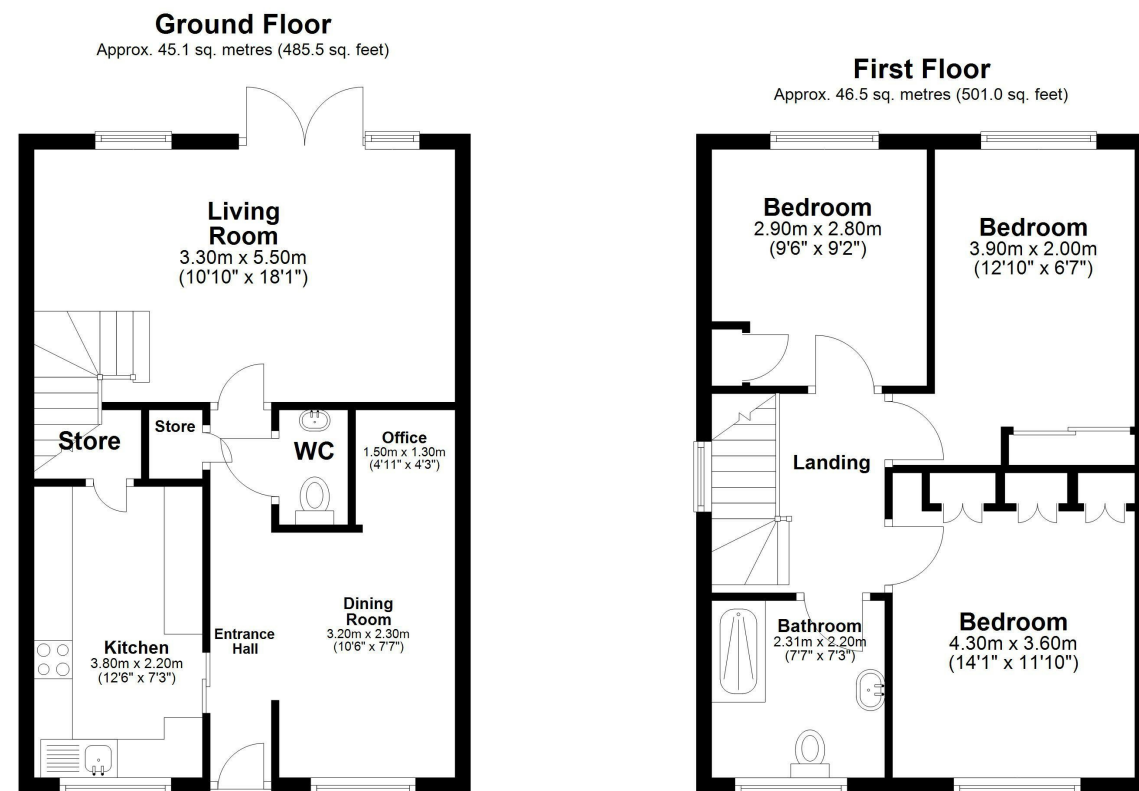 Ground Floor
Approx. 45.1 sq. metres (485.5 sq. feet)
Living
Room
3.30m x 5.50m
(10'10" x 18'1")
Store
Store
WC
Office
1.50m x 1.30m
(4'11" x 4'3")
Kitchen
3.80m x 2.20m
(12'6" x 7'3")
Entrance
Hall
Dining
Room
3.20m x 2.30m
(10'6" x 7'7")
First Floor
Approx. 46.5 sq. metres (501.0 sq. feet)
Bedroom
2.90m x 2.80m
(9'6" x 9'2")
Bedroom
3.90m x 2.00m
(12'10" x 6'7")
Landing
Bathroom
2.31m x 2.20m
(7'7" x 7'3")
Bedroom
4.30m x 3.60m
(14'1" x 11'10")